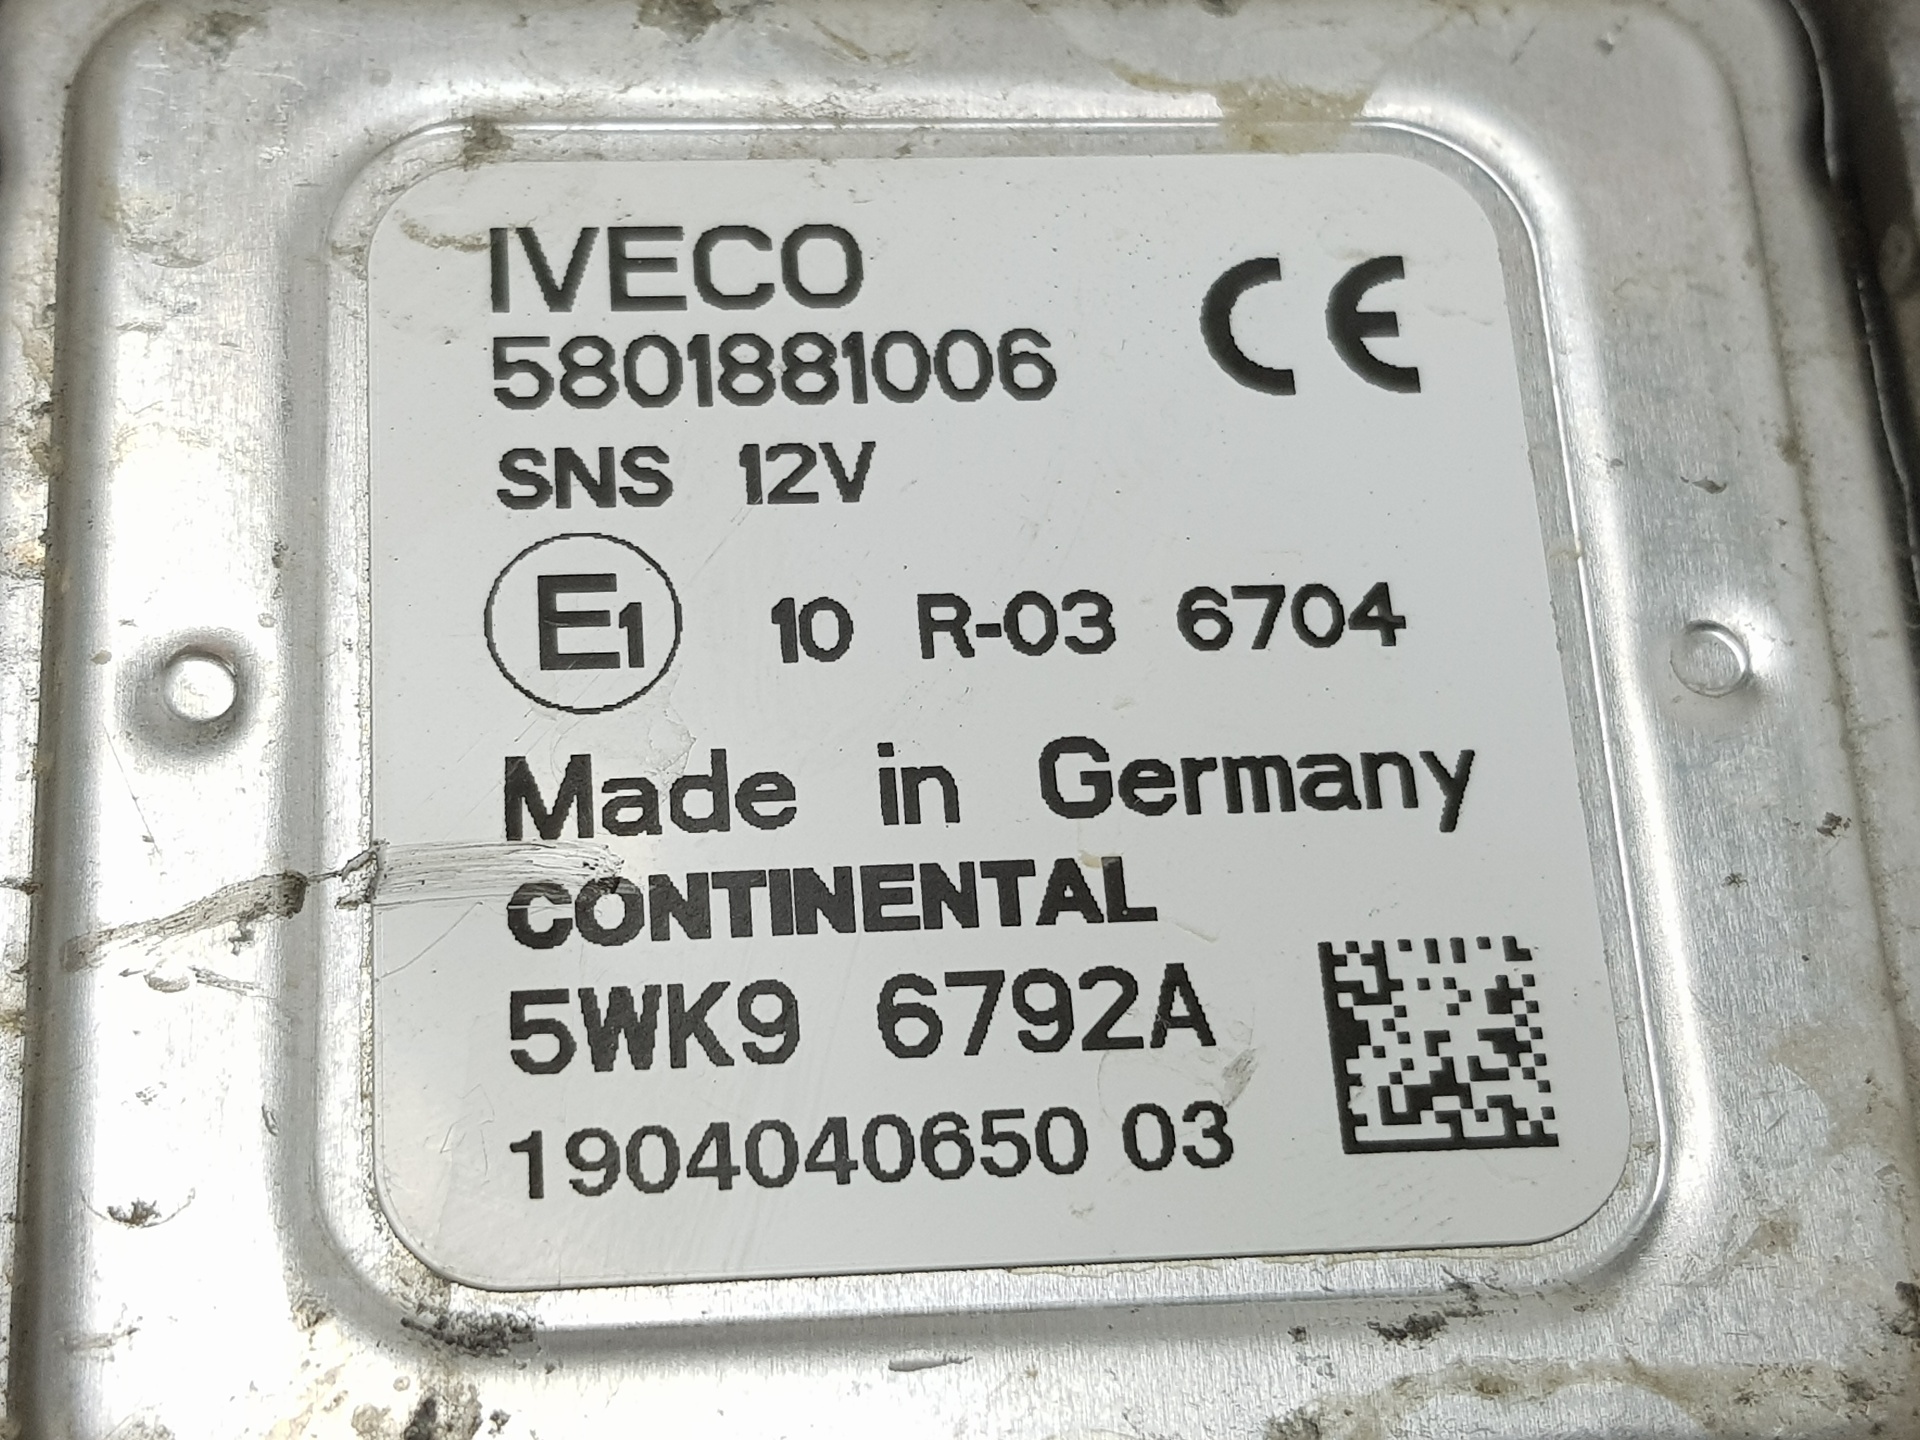 IVECO
CE
5801881006
SNS 12V
E1 10 R-03 6704
Made in Germany
CONTINENTAL
5WK9 6792A
1904040650 03